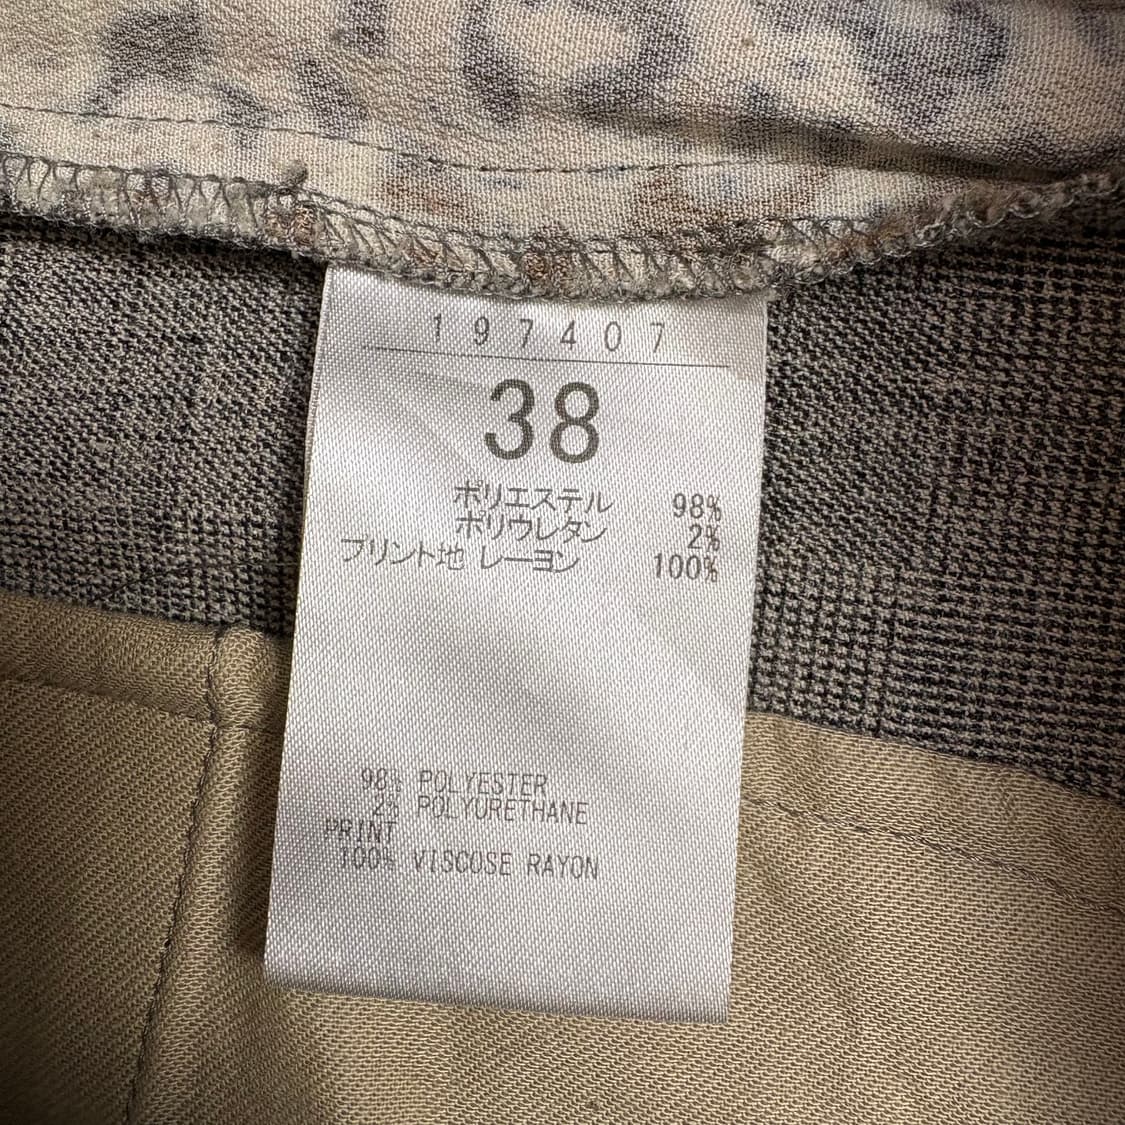 197407
38
ポリエステル 98%
ポリウレタン 2%
プリント地 レーヨン 100%
98% POLYESTER
2% POLYURETHANE
PRINT
100% VISCOSE RAYON